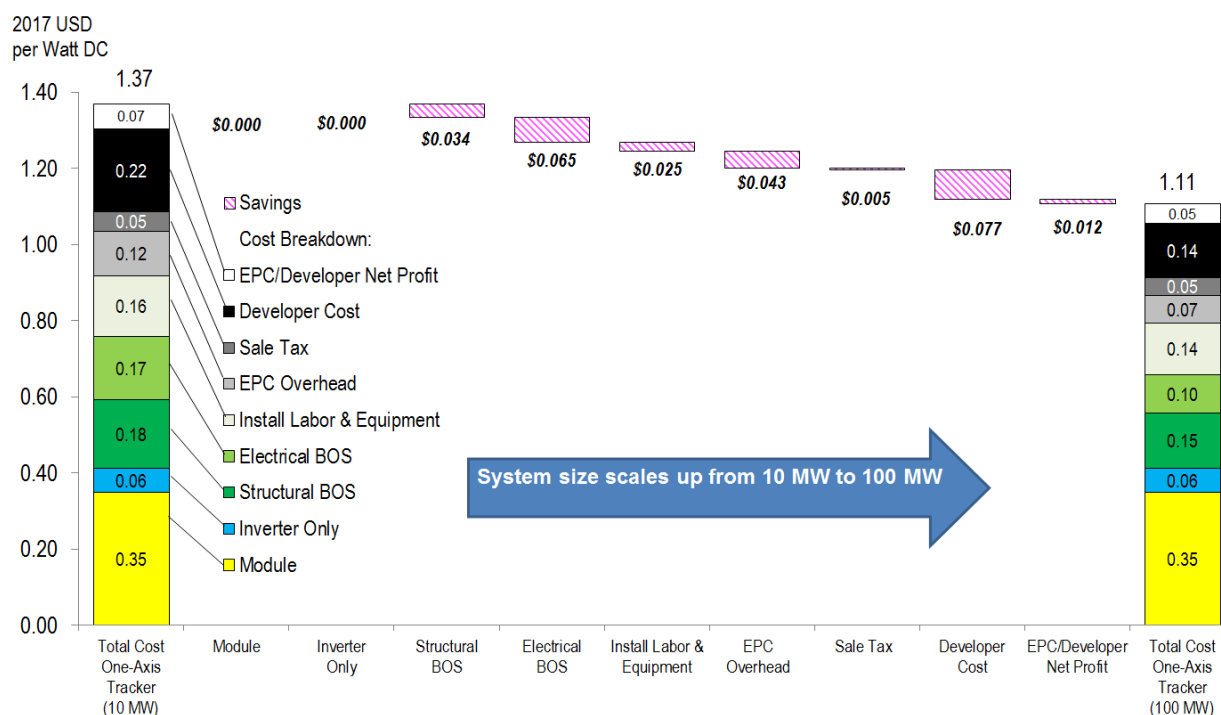 2017 USD
per Watt DC
1.37
1.40
1.20
1.00
0.80
0.60
0.40
0.20
0.00
0.07
0.22
0.05
0.12
0.16
0.17
0.18
0.06
0.35
$0.000
$0.000
$0.034
$0.065
$0.025
$0.043
$0.005
$0.077
$0.012
Savings
Cost Breakdown:
EPC/Developer Net Profit
Developer Cost
Sale Tax
EPC Overhead
Install Labor & Equipment
Electrical BOS
Structural BOS
Inverter Only
Module
System size scales up from 10 MW to 100 MW
1.11
0.05
0.14
0.05
0.07
0.14
0.10
0.15
0.06
0.35
Total Cost
One-Axis
Tracker
(10 MW)
Module
Inverter
Only
Structural
BOS
Electrical
BOS
Install Labor &
Equipment
EPC
Overhead
Sale Tax
Developer
Cost
EPC/Developer
Net Profit
Total Cost
One-Axis
Tracker
(100 MW)